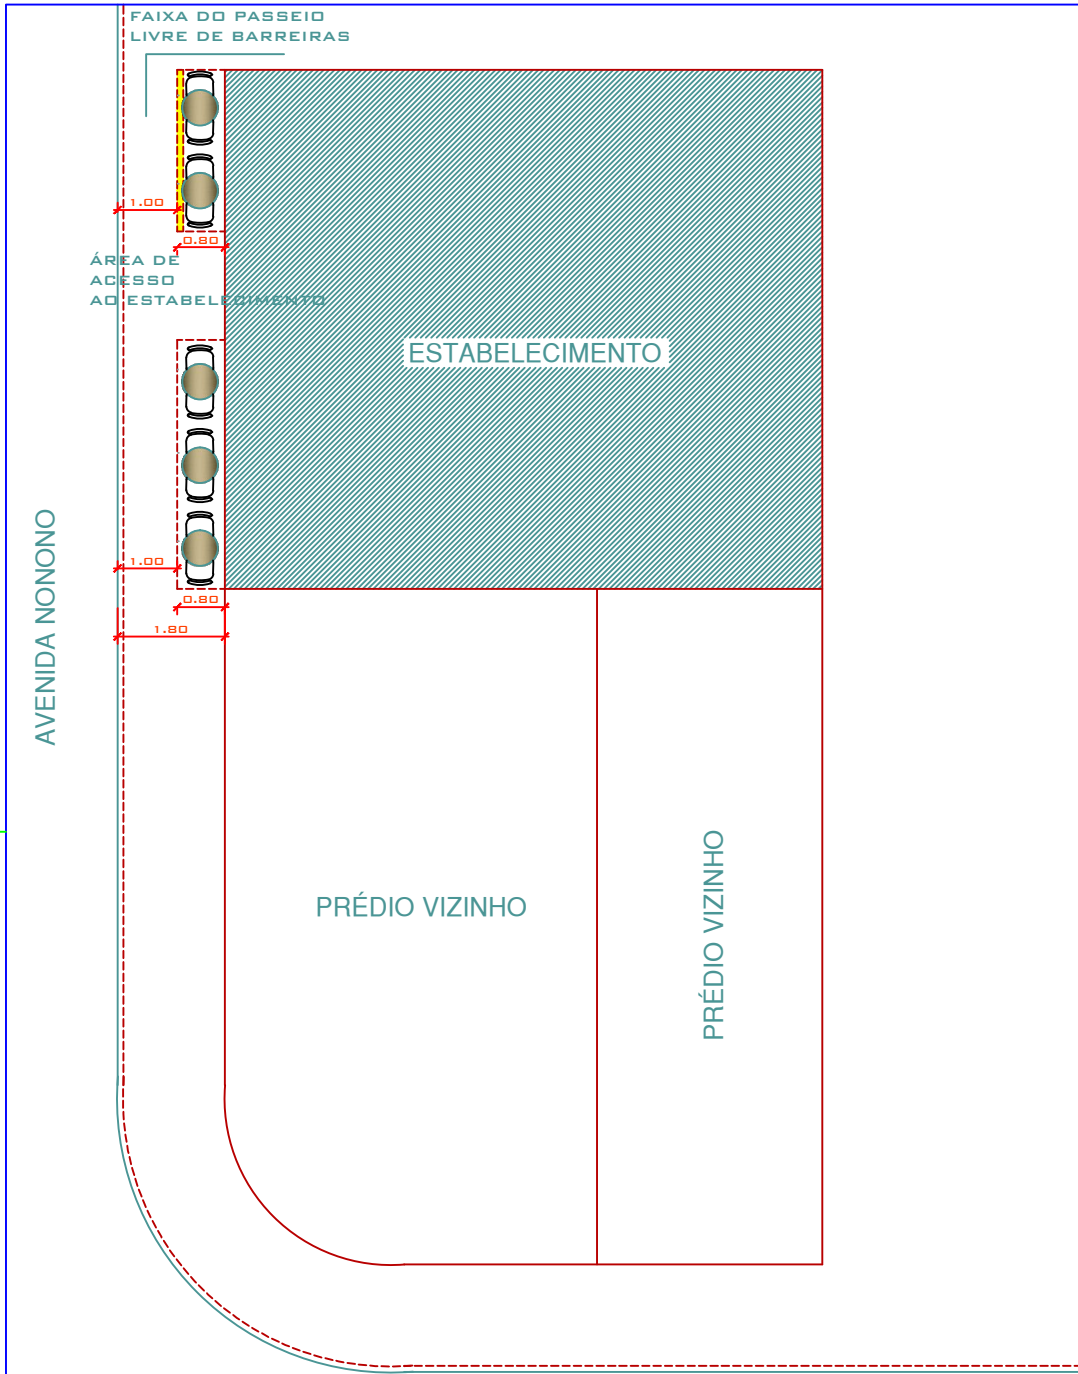 FAIXA DO PASSEIO
LIVRE DE BARREIRAS
1.00
0.80
ÁREA DE
ACESSO
AO ESTABELECIMENTO
ESTABELECIMENTO
1.00
0.80
1.80
AVENIDA NONONO
PRÉDIO VIZINHO
PRÉDIO VIZINHO